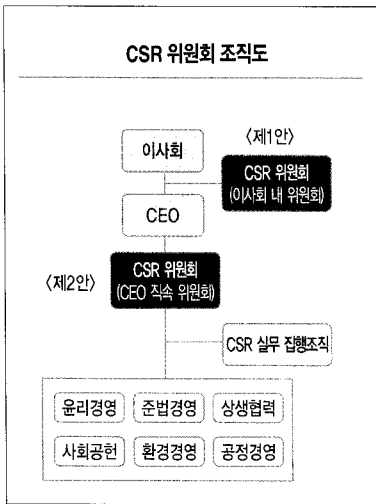 CSR 위원회 조직도
〈제1안〉
이사회
CSR 위원회
(이사회 내 위원회)
CEO
〈제2안〉
CSR 위원회
(CEO 직속 위원회)
CSR 실무 집행조직
윤리경영 준법경영 상생협력
사회공헌 환경경영 공정경영